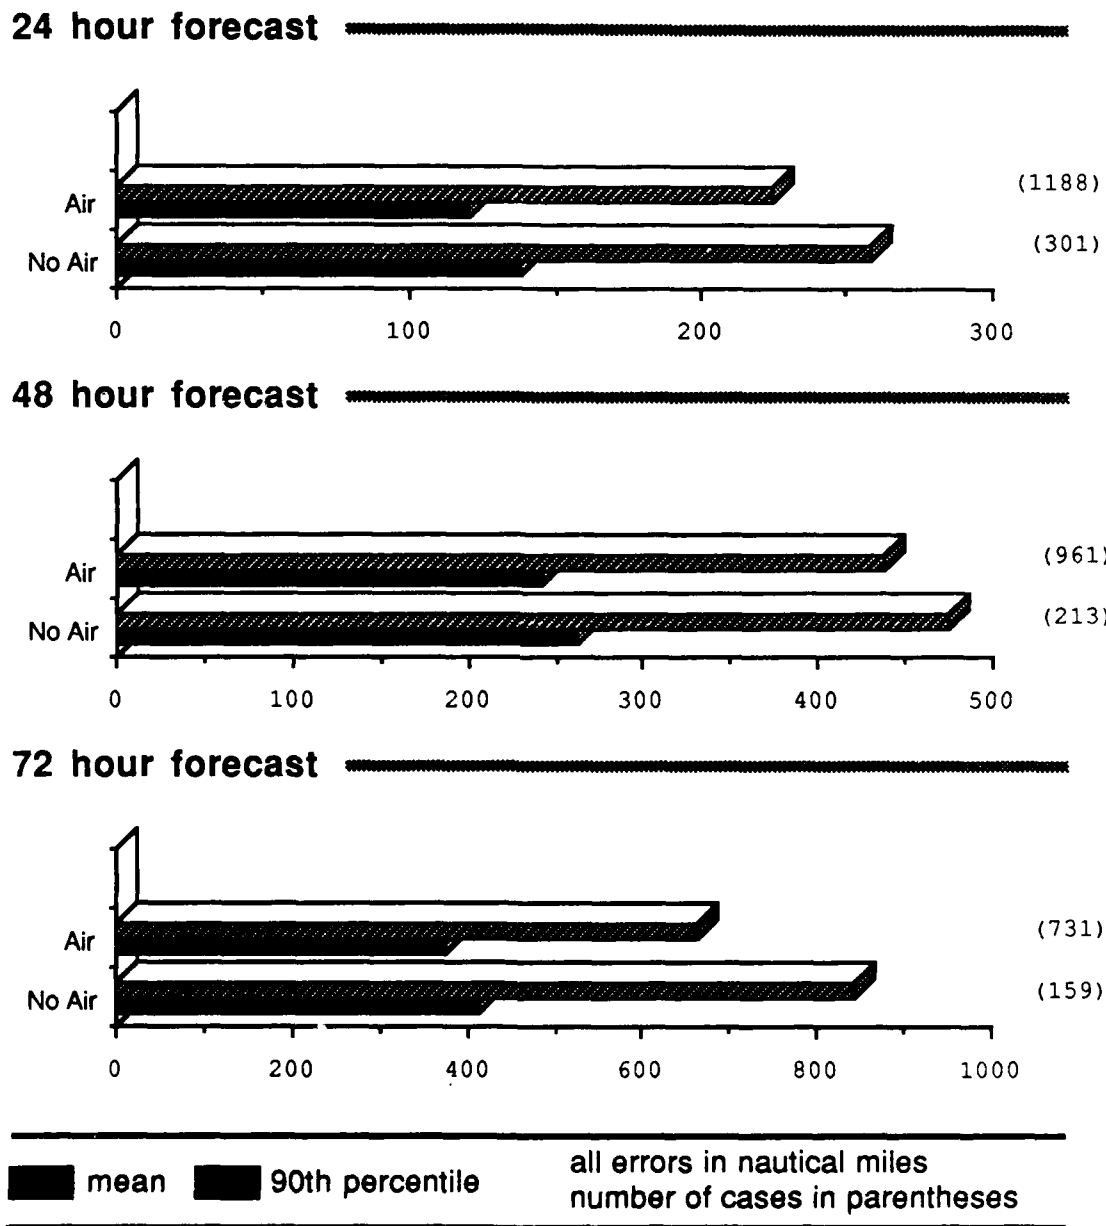 24 hour forecast
Air (1188)
No Air (301)
0 100 200 300
48 hour forecast
Air (961)
No Air (213)
0 100 200 300 400 500
72 hour forecast
Air (731)
No Air (159)
0 200 400 600 800 1000
mean 90th percentile all errors in nautical miles
number of cases in parentheses